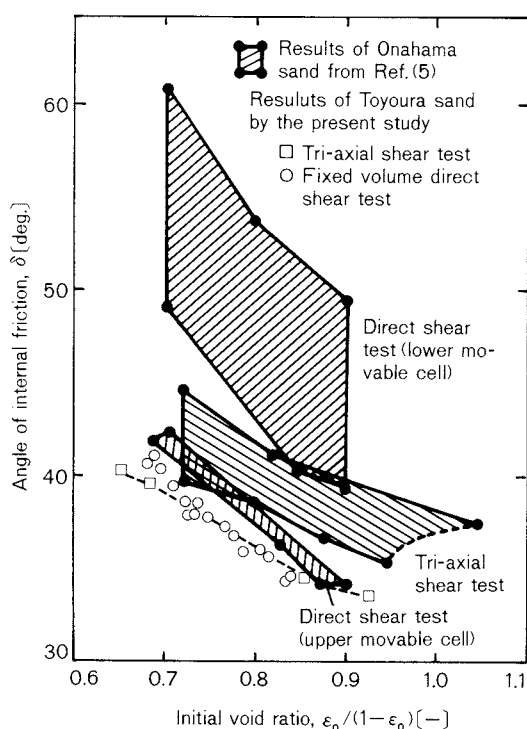 Results of Onahama
sand from Ref.(5)
Resuluts of Toyoura sand
by the present study
□ Tri-axial shear test
○ Fixed volume direct
shear test
60
50
40
30
Angle of internal friction, δ [deg.]
Direct shear
test (lower mo-
vable cell)
Tri-axial
shear test
Direct shear test
(upper movable cell)
0.6 0.7 0.8 0.9 1.0 1.1
Initial void ratio, ε₀/(1−ε₀) [−]